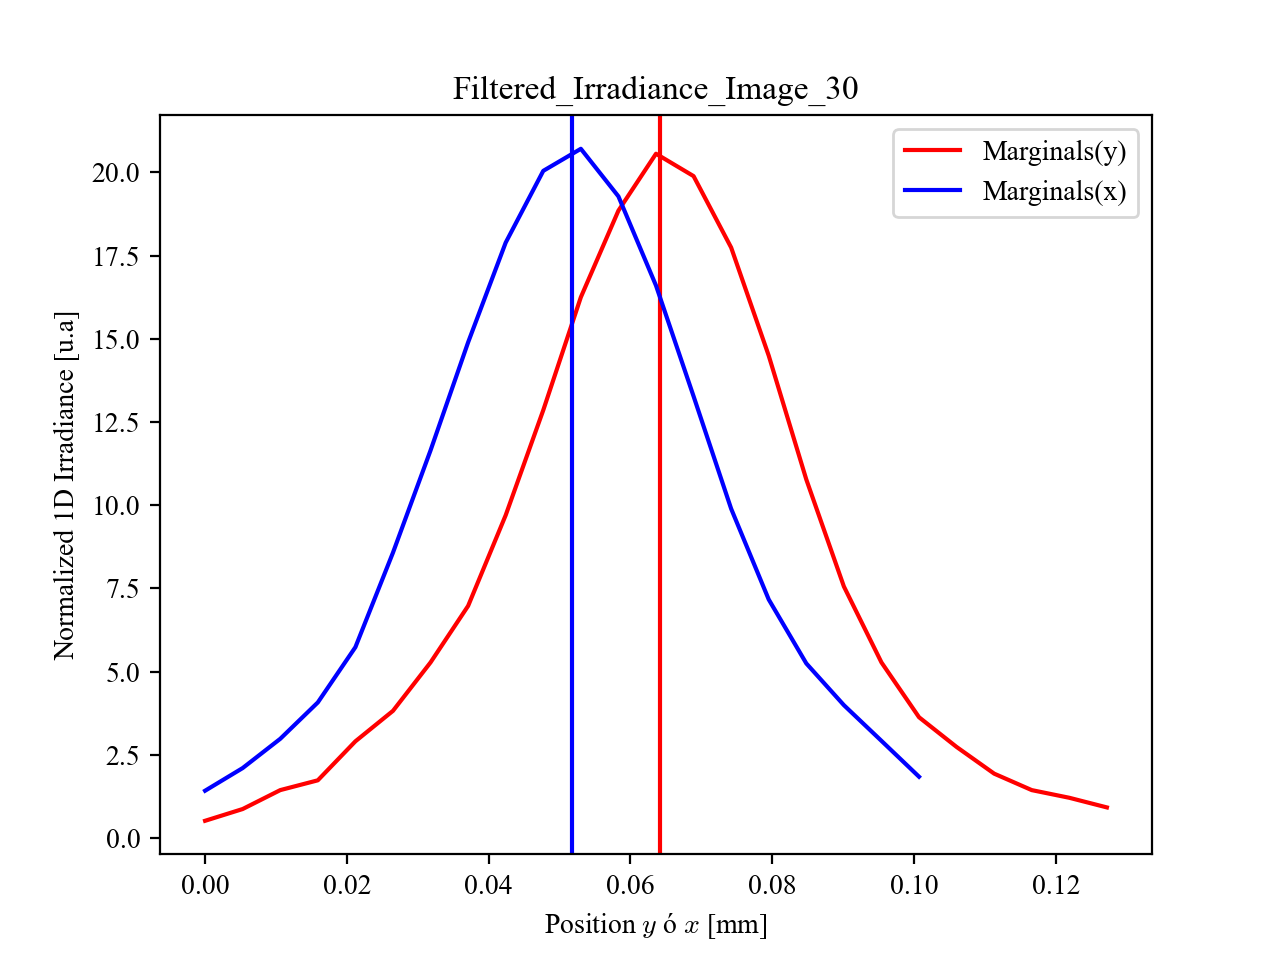 Filtered_Irradiance_Image_30
Marginals(y)
Marginals(x)
Normalized 1D Irradiance [u.a]
20.0
17.5
15.0
12.5
10.0
7.5
5.0
2.5
0.0
0.00 0.02 0.04 0.06 0.08 0.10 0.12
Position y ó x [mm]